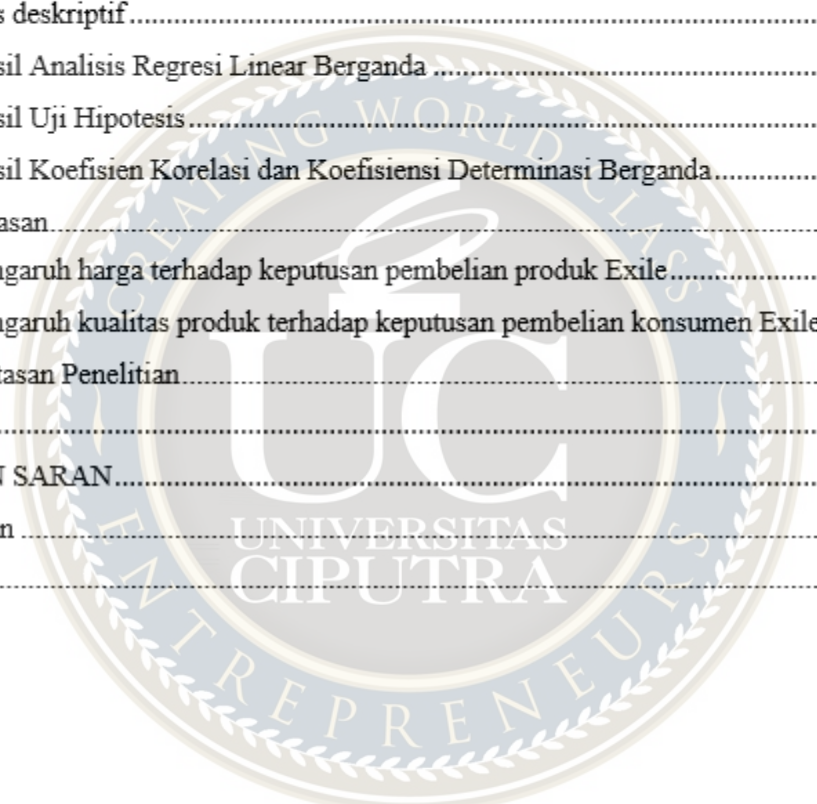 s deskriptif
sil Analisis Regresi Linear Berganda
sil Uji Hipotesis
sil Koefisien Korelasi dan Koefisiensi Determinasi Berganda
asan
ngaruh harga terhadap keputusan pembelian produk Exile
ngaruh kualitas produk terhadap keputusan pembelian konsumen Exile
tasan Penelitian
N SARAN
n
CREATING WORLD CLASS
UC
UNIVERSITAS
CIPUTRA
ENTREPRENEURS